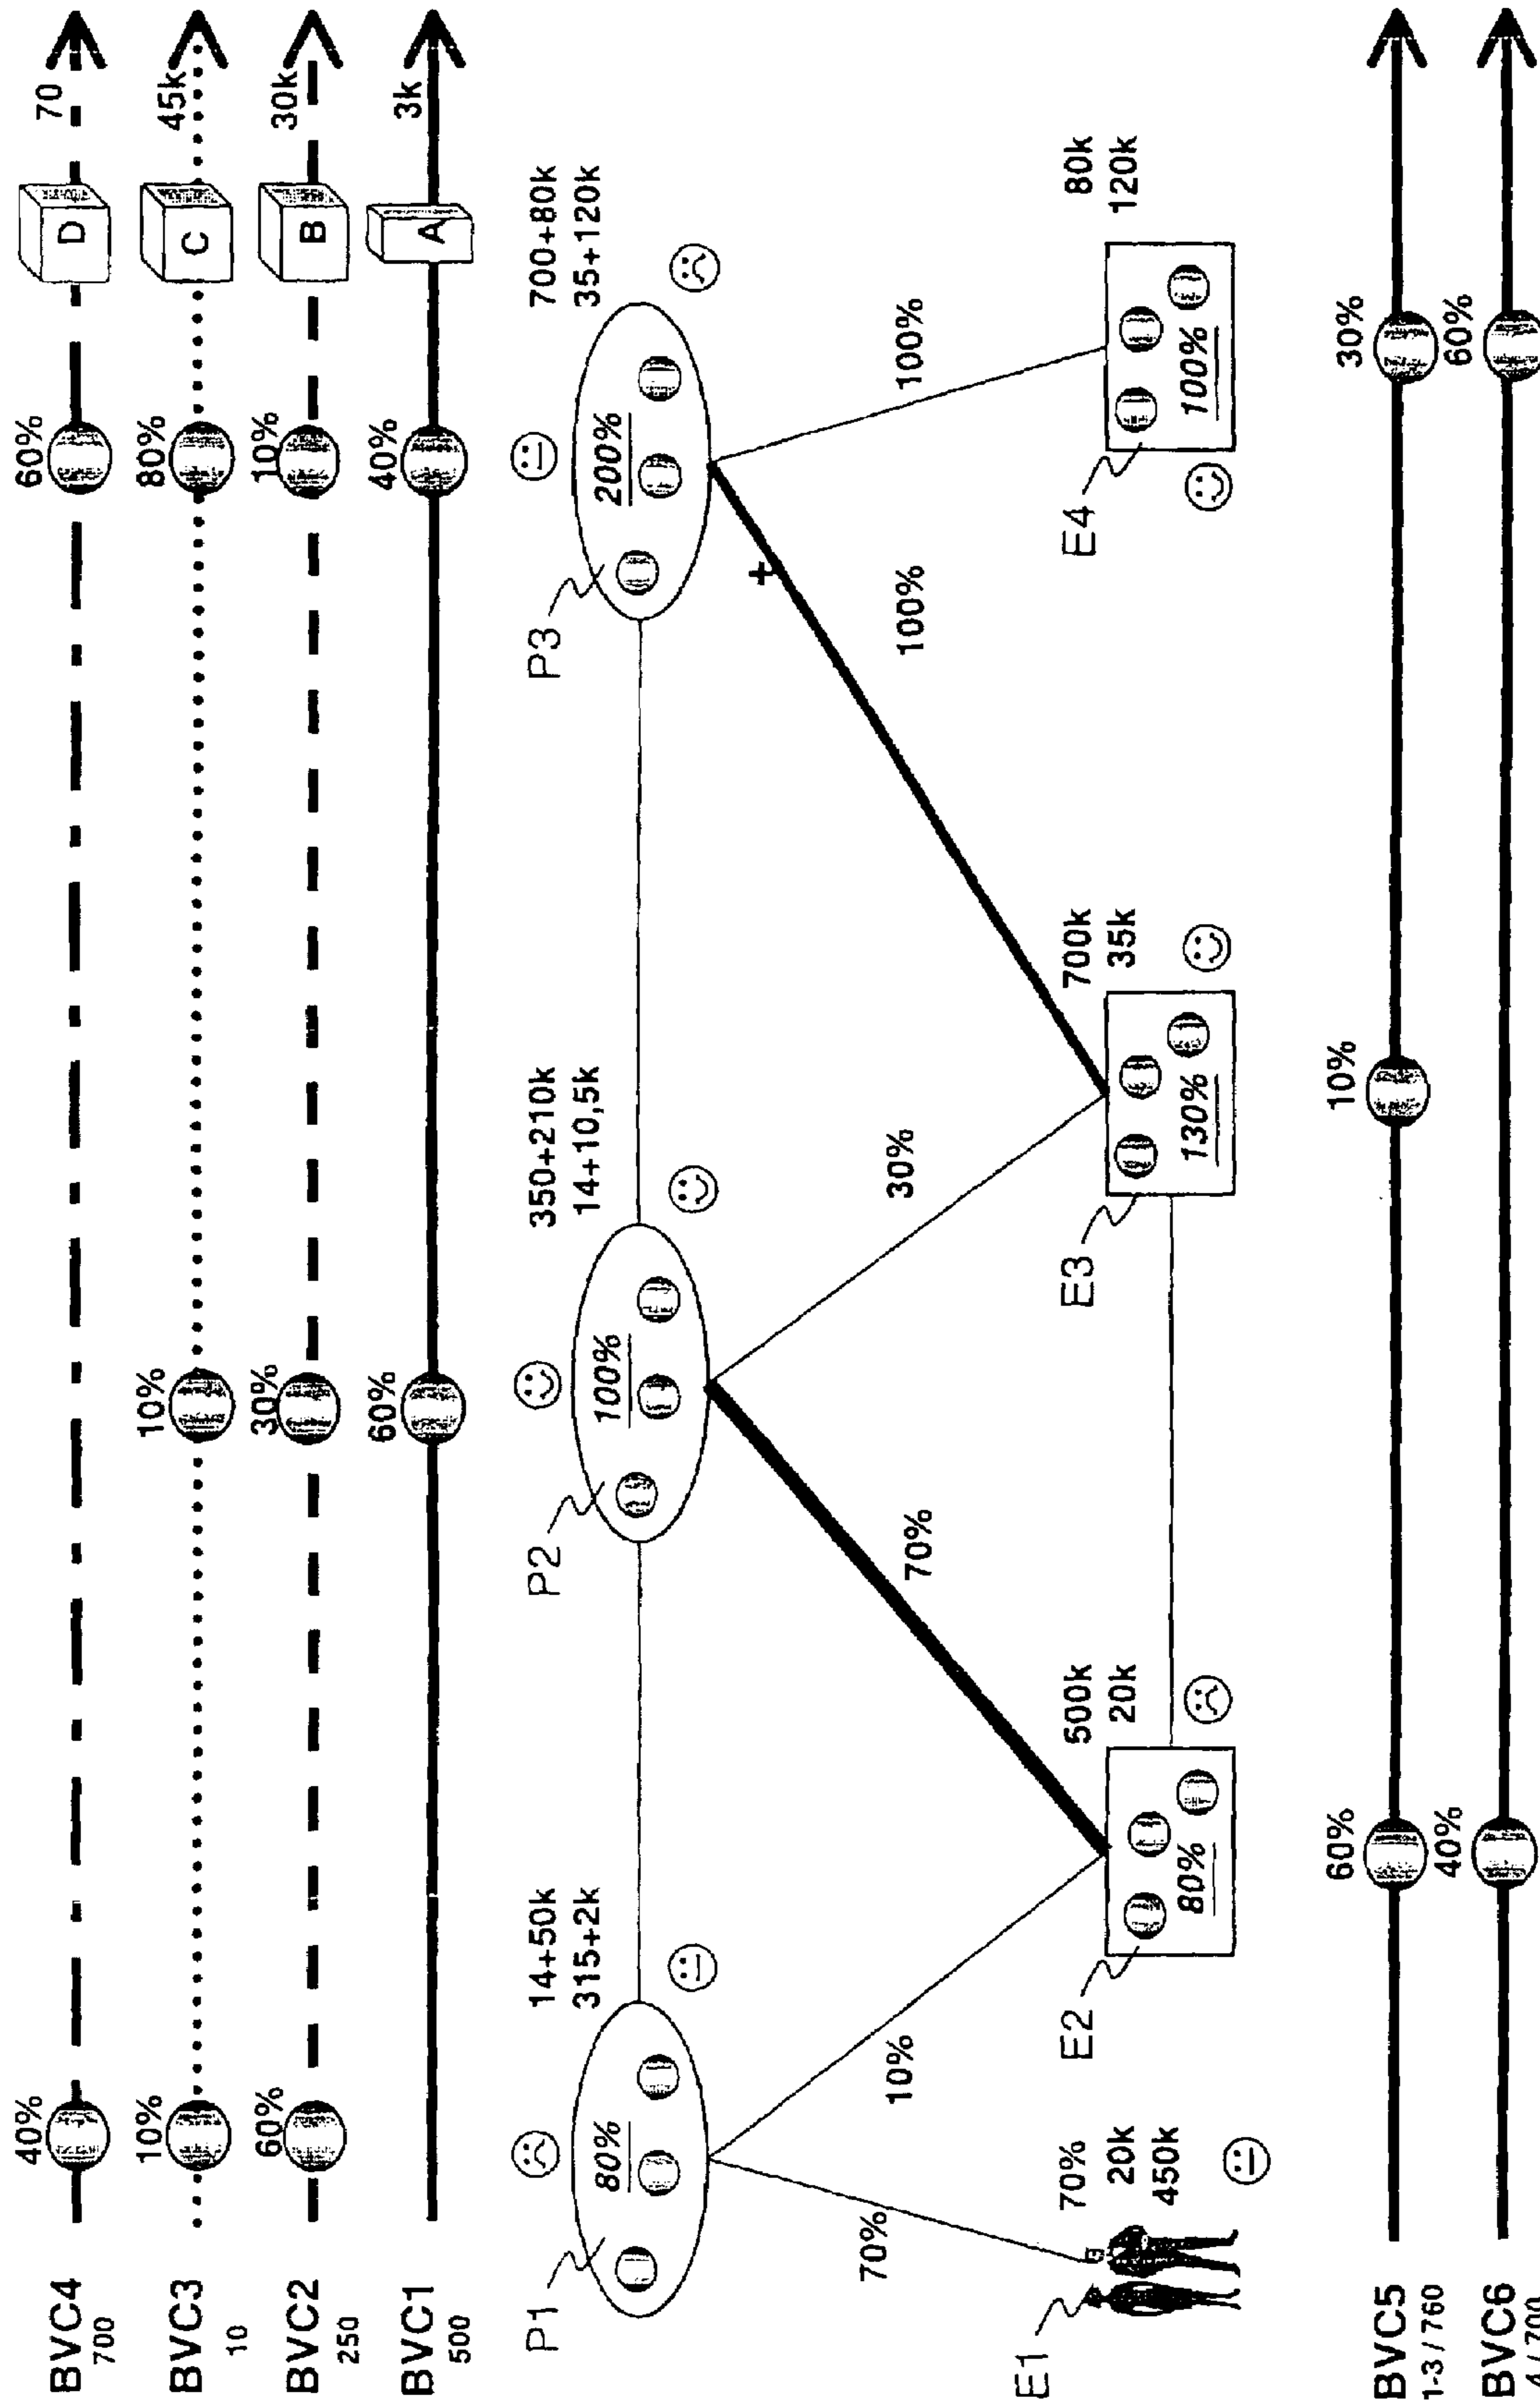 BVC4
700
40%
60%
D
70
BVC3
10
10%
10%
80%
C
45k
BVC2
250
60%
30%
10%
B
30k
BVC1
500
60%
40%
A
3k
P1
80%
14+50k
315+2k
P2
100%
350+210k
14+10,5k
P3
200%
700+80k
35+120k
+
70%
10%
70%
30%
100%
100%
E1
70%
20k
450k
E2
80%
500k
20k
E3
130%
700k
35k
E4
100%
80k
120k
BVC5
1-3 / 760
60%
10%
30%
BVC6
4 / 700
40%
60%